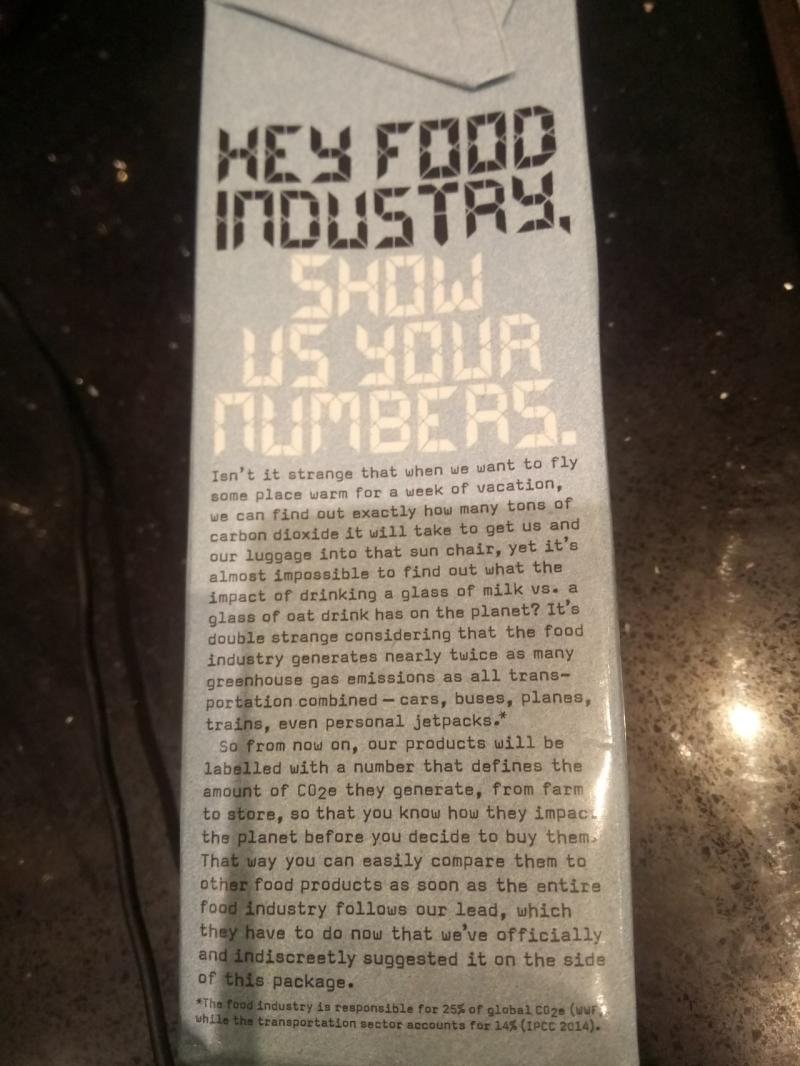 HEY FOOD
INDUSTRY,
SHOW
US YOUR
NUMBERS.
Isn't it strange that when we want to fly
some place warm for a week of vacation,
we can find out exactly how many tons of
carbon dioxide it will take to get us and
our luggage into that sun chair, yet it's
almost impossible to find out what the
impact of drinking a glass of milk vs. a
glass of oat drink has on the planet? It's
double strange considering that the food
industry generates nearly twice as many
greenhouse gas emissions as all trans-
portation combined — cars, buses, planes,
trains, even personal jetpacks.*
So from now on, our products will be
labelled with a number that defines the
amount of CO2e they generate, from farm
to store, so that you know how they impact
the planet before you decide to buy them.
That way you can easily compare them to
other food products as soon as the entire
food industry follows our lead, which
they have to do now that we've officially
and indiscreetly suggested it on the side
of this package.
*The food industry is responsible for 25% of global CO2e (WWF),
while the transportation sector accounts for 14% (IPCC 2014).